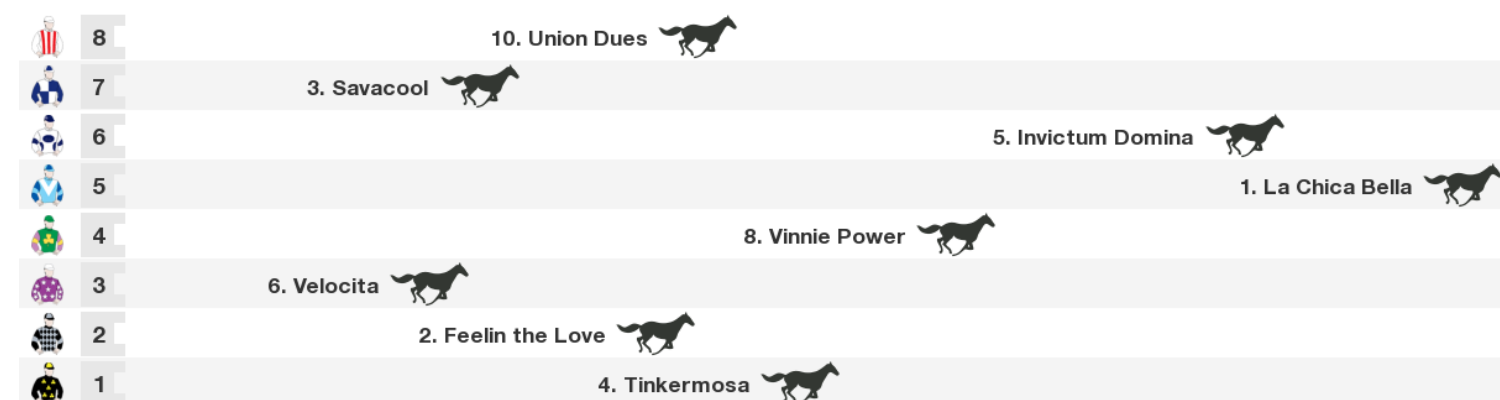 8 10. Union Dues
7 3. Savacool
6 5. Invictum Domina
5 1. La Chica Bella
4 8. Vinnie Power
3 6. Velocita
2 2. Feelin the Love
1 4. Tinkermosa